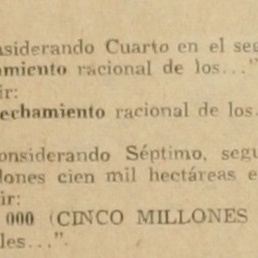 nsiderando Cuarto en el seg
amiento racional de los..."
ir:
echamiento racional de los.
onsiderando Séptimo, segu
lones cien mil hectáreas e
ir:
000 (CINCO MILLONES
les...".